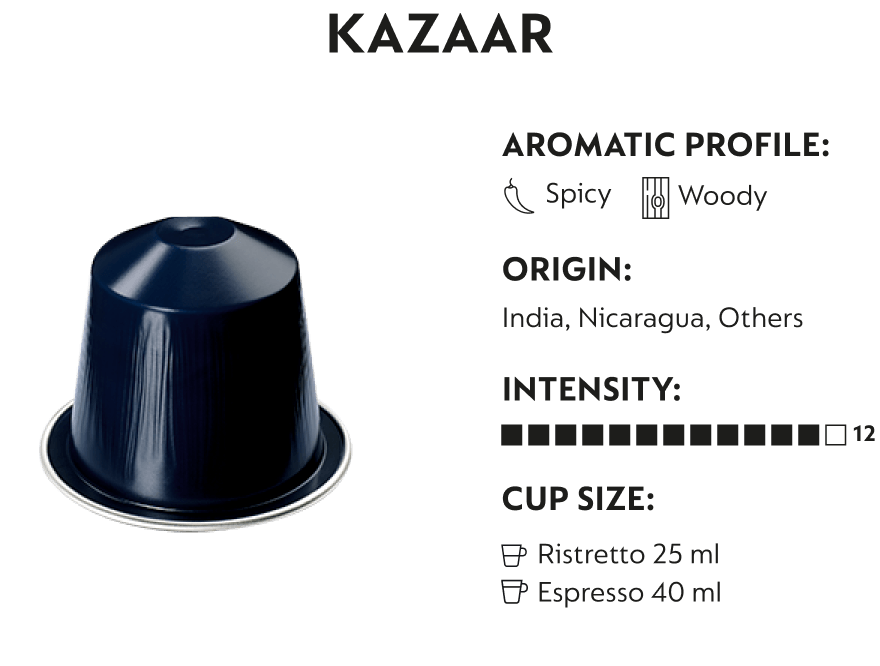 KAZAAR
AROMATIC PROFILE:
Spicy Woody
ORIGIN:
India, Nicaragua, Others
INTENSITY:
12
CUP SIZE:
Ristretto 25 ml
Espresso 40 ml